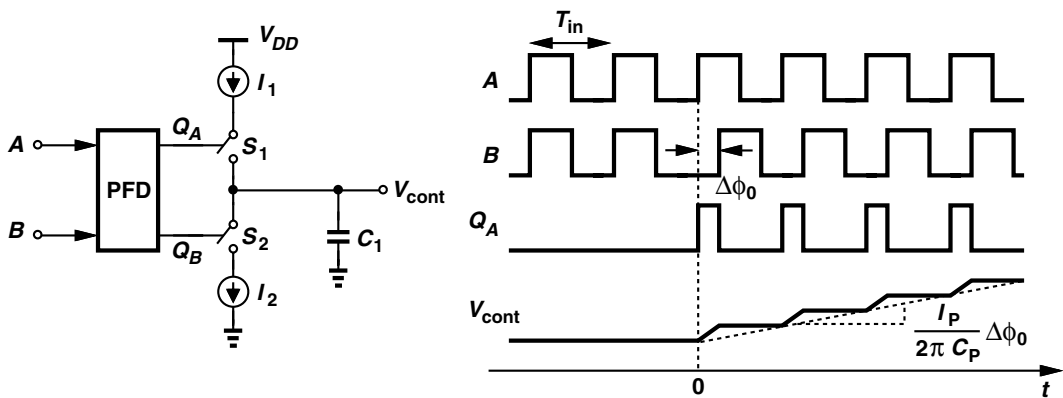 V_DD
I_1
Q_A
A
S_1
PFD
V_cont
B
S_2
C_1
Q_B
I_2
T_in
A
B
Δϕ_0
Q_A
V_cont
I_P
2π C_P
Δϕ_0
0
t